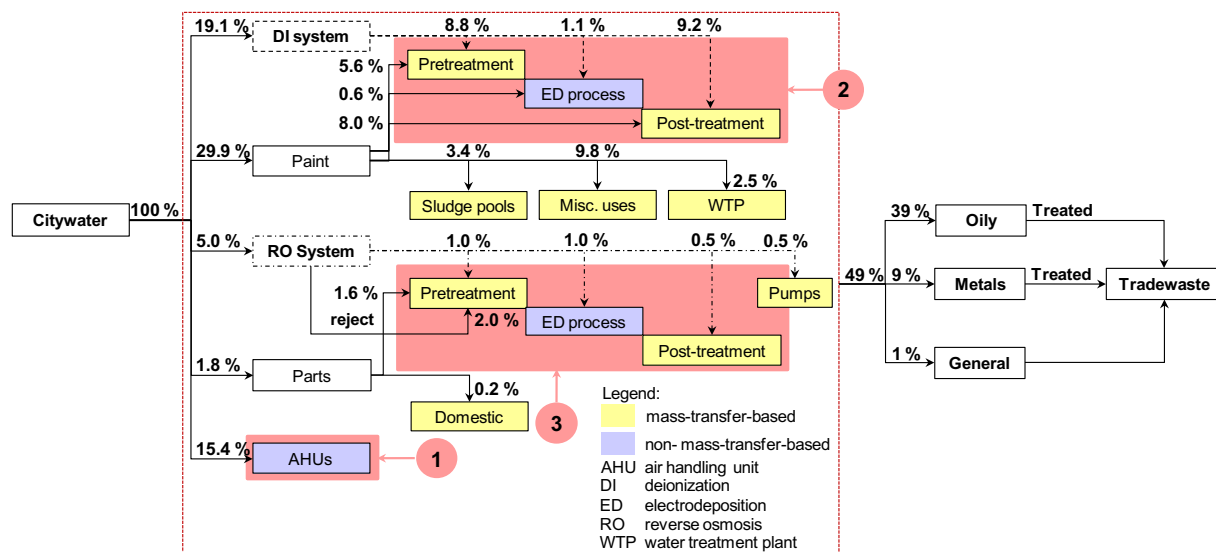 19.1 %
DI system
8.8 %
1.1 %
9.2 %
5.6 %
Pretreatment
0.6 %
ED process
2
8.0 %
Post-treatment
29.9 %
Paint
3.4 %
9.8 %
2.5 %
Sludge pools
Misc. uses
WTP
Citywater
100 %
5.0 %
RO System
1.0 %
1.0 %
0.5 %
0.5 %
1.6 %
Pretreatment
Pumps
reject
2.0 %
ED process
Post-treatment
1.8 %
Parts
0.2 %
Domestic
3
15.4 %
AHUs
1
49 %
39 %
Oily
Treated
9 %
Metals
Treated
Tradewaste
1 %
General
Legend:
mass-transfer-based
non- mass-transfer-based
AHU air handling unit
DI deionization
ED electrodeposition
RO reverse osmosis
WTP water treatment plant